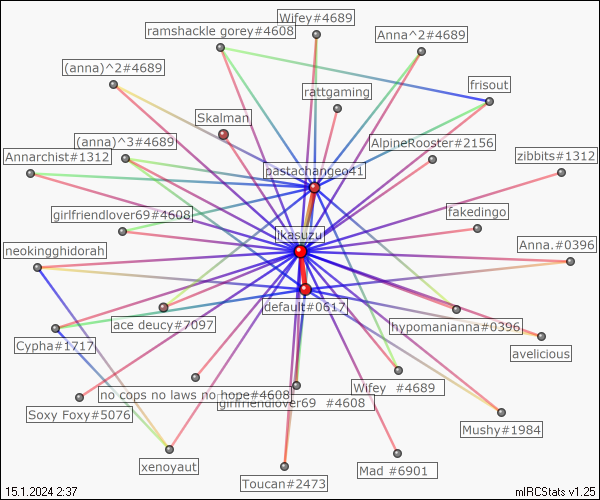 Wifey#4689
ramshackle gorey#4608
Anna^2#4689
(anna)^2#4689
frisout
rattgaming
Skalman
(anna)^3#4689
AlpineRooster#2156
Annarchist#1312
zibbits#1312
pastachangeo41
girlfriendlover69#4608
fakedingo
ikasuzu
neokingghidorah
Anna.#0396
default#0617
ace deucy#7097
hypomanianna#0396
Cypha#1717
avelicious
no cops no laws no hope#4608
Wifey  #4689
girlfriendlover69  #4608
Soxy Foxy#5076
Mushy#1984
xenoyaut
Mad #6901
Toucan#2473
15.1.2024 2:37
mIRCStats v1.25